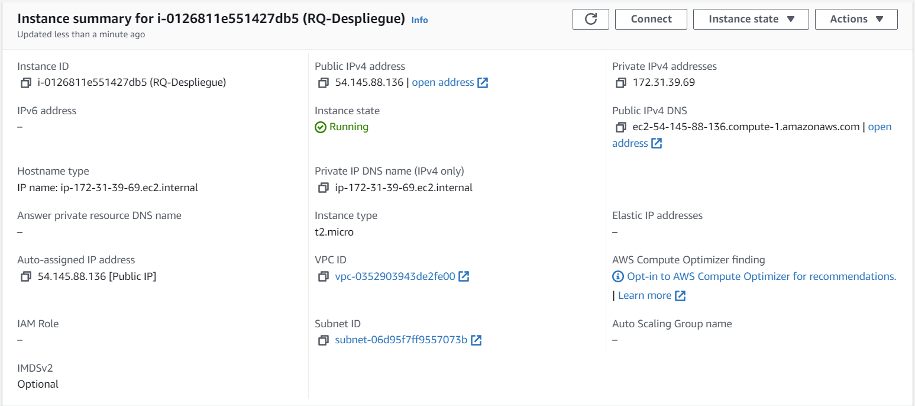 Instance summary for i-0126811e551427db5 (RQ-Despliegue) Info
Updated less than a minute ago
Connect
Instance state
Actions
Instance ID
i-0126811e551427db5 (RQ-Despliegue)
Public IPv4 address
54.145.88.136 | open address
Private IPv4 addresses
172.31.39.69
IPv6 address
–
Instance state
Running
Public IPv4 DNS
ec2-54-145-88-136.compute-1.amazonaws.com | open
address
Hostname type
IP name: ip-172-31-39-69.ec2.internal
Private IP DNS name (IPv4 only)
ip-172-31-39-69.ec2.internal
Answer private resource DNS name
–
Instance type
t2.micro
Elastic IP addresses
–
Auto-assigned IP address
54.145.88.136 [Public IP]
VPC ID
vpc-0352903943de2fe00
AWS Compute Optimizer finding
Opt-in to AWS Compute Optimizer for recommendations.
| Learn more
IAM Role
–
Subnet ID
subnet-06d95f7ff9557073b
Auto Scaling Group name
–
IMDSv2
Optional